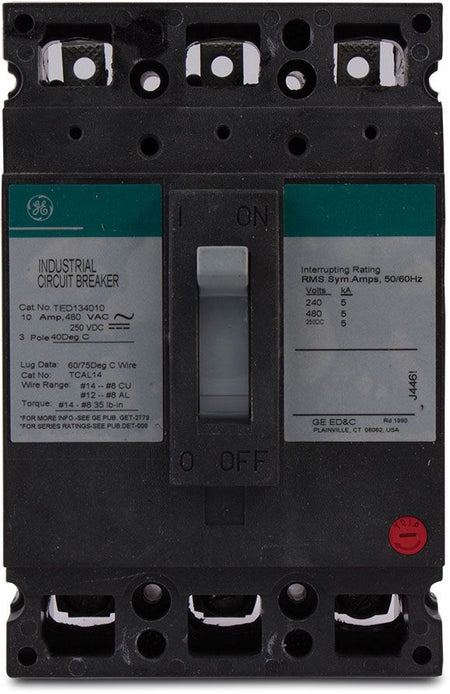 GE
INDUSTRIAL
CIRCUIT BREAKER
Cat No. TED134010
10 Amp, 480 VAC
250 VDC
3 Pole 40Deg C
Lug Data: 60/75Deg C Wire
Cat No: TCAL14
Wire Range: #14 -- #8 CU
#12 -- #8 AL
Torque: #14 - #8 35 lb-in
*FOR MORE INFO.-SEE GE PUB. GET-2779
*FOR SERIES RATINGS-SEE PUB.DET-008
I ON
O OFF
Interrupting Rating
RMS Sym.Amps, 50/60Hz
Volts kA
240 5
480 5
250DC 5
J4461
GE ED&C Rd 1990
PLAINVILLE, CT 06062, USA
TRIP